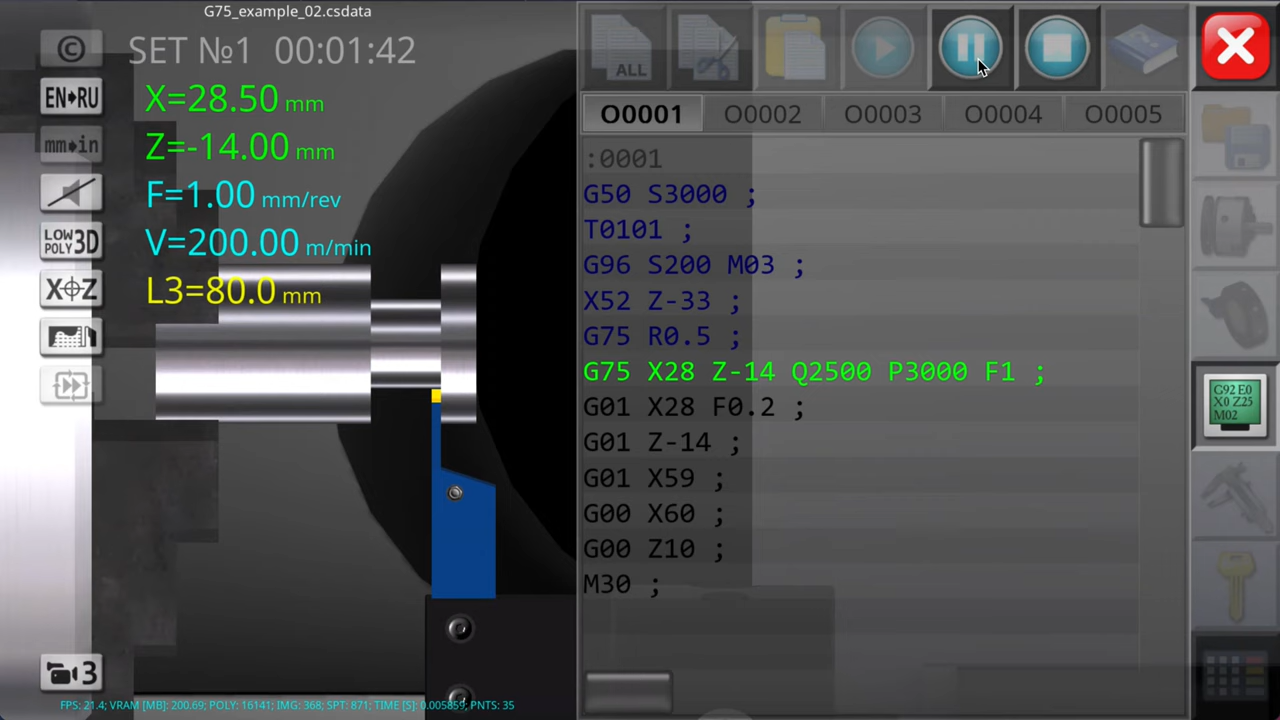 G75_example_02.csdata
©
SET №1 00:01:42
EN RU
X=28.50 mm
mm in
Z=-14.00 mm
F=1.00 mm/rev
LOW POLY 3D
V=200.00 m/min
X Z
L3=80.0 mm
3
FPS: 21.4; VRAM [MB]: 200.69; POLY: 16141; IMG: 368; SPT: 871; TIME [S]: 0.005859, PNTS: 35
ALL
O0001 O0002 O0003 O0004 O0005
:0001
G50 S3000 ;
T0101 ;
G96 S200 M03 ;
X52 Z-33 ;
G75 R0.5 ;
G75 X28 Z-14 Q2500 P3000 F1 ;
G01 X28 F0.2 ;
G01 Z-14 ;
G01 X59 ;
G00 X60 ;
G00 Z10 ;
M30 ;
G92 E0
X0 Z25
M02